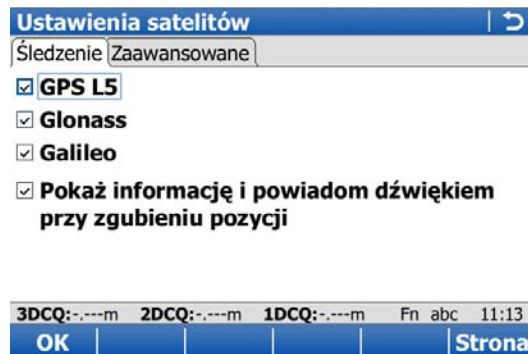 Ustawienia satelitów
Śledzenie Zaawansowane
GPS L5
Glonass
Galileo
Pokaż informację i powiadom dźwiękiem
przy zgubieniu pozycji
3DCQ:-.---m 2DCQ:-.---m 1DCQ:-.---m Fn abc 11:13
OK Strona